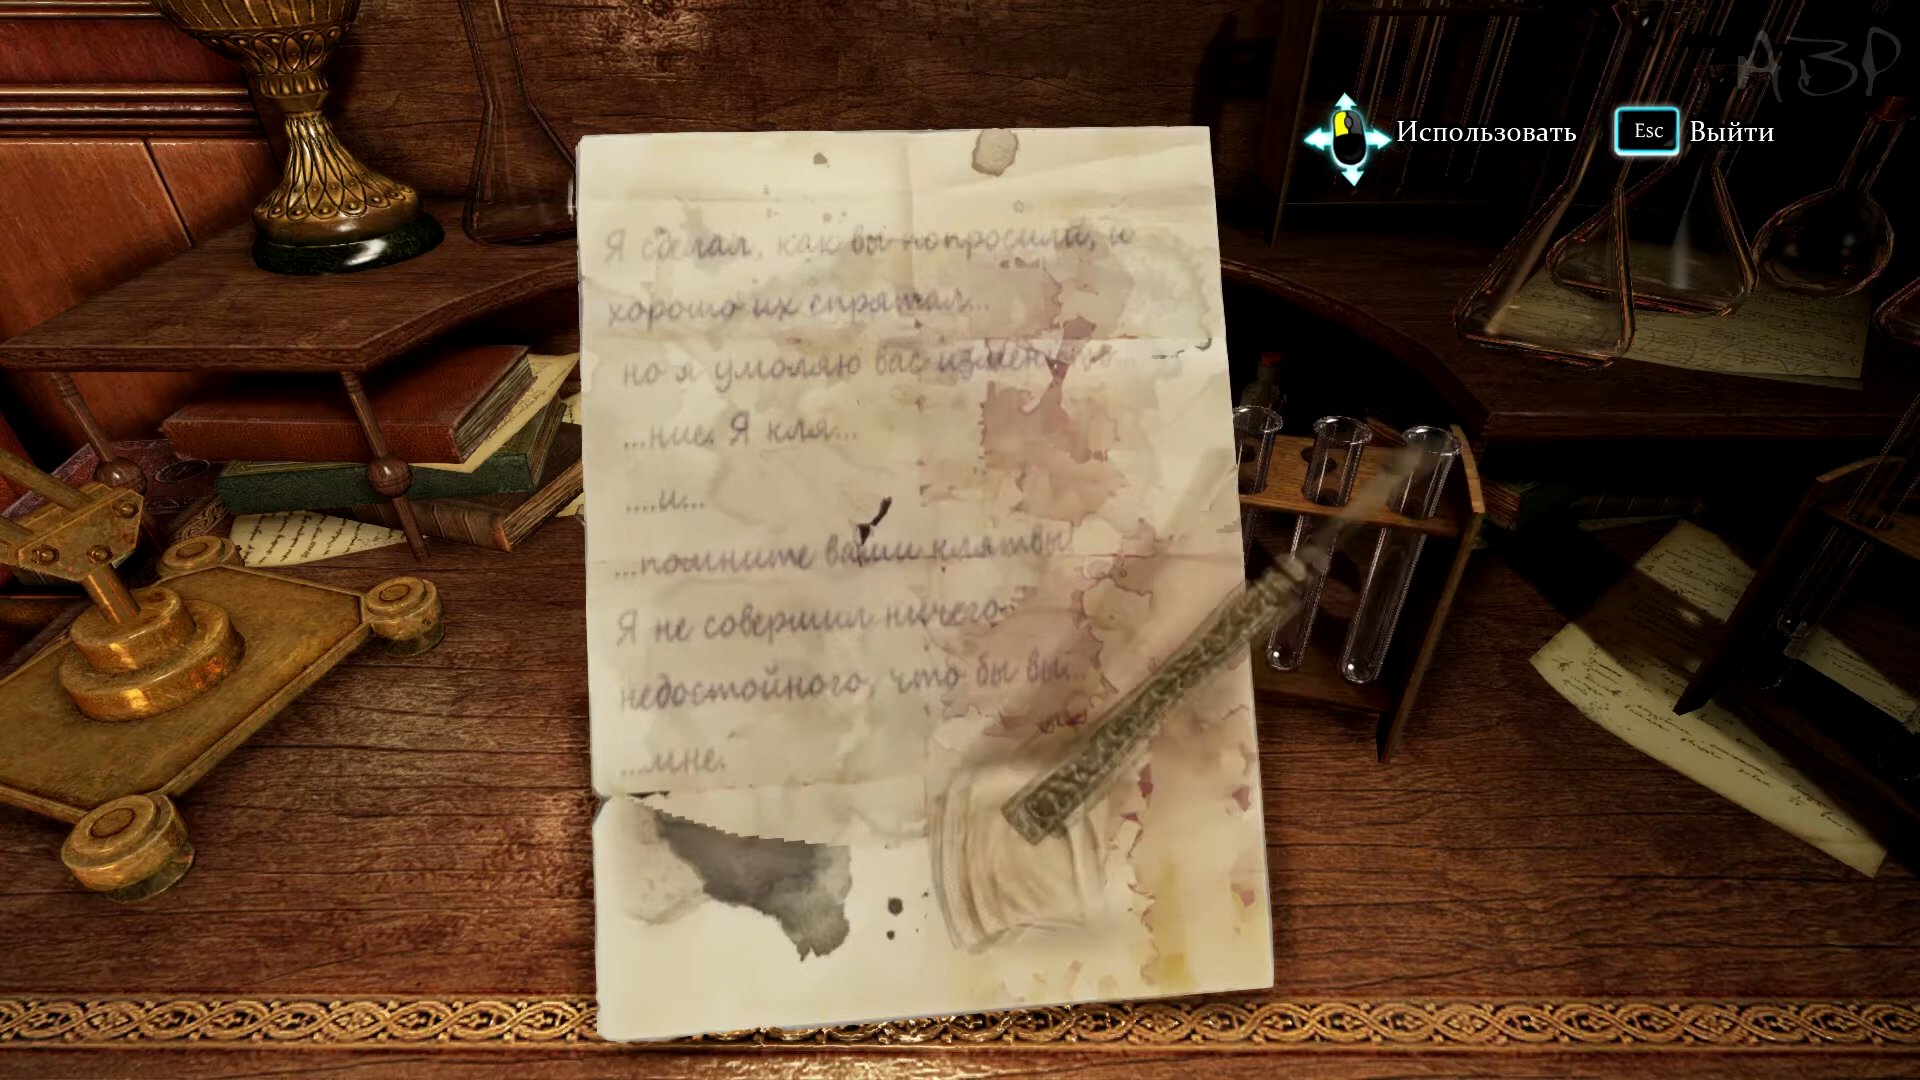 АВР
Использовать
Esc Выйти
Я сделал, как вы попросили, и
хорошо их спрятал...
но я умоляю вас
...ние. Я кля...
....и...
...помните ваши клятвы!
Я не совершил ничего
недостойного, что бы вы...
...мне.